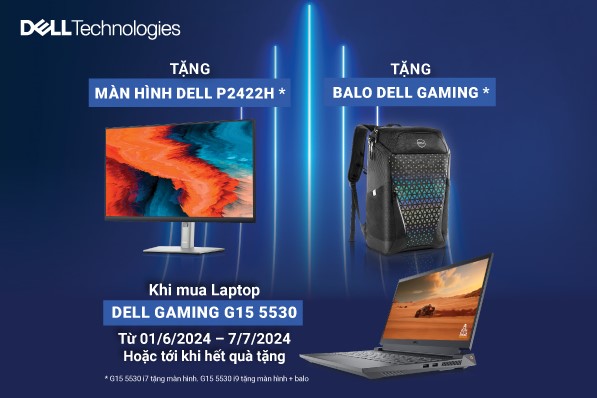 DELLTechnologies
TẶNG
MÀN HÌNH DELL P2422H *
TẶNG
BALO DELL GAMING *
Khi mua Laptop
DELL GAMING G15 5530
Từ 01/6/2024 – 7/7/2024
Hoặc tới khi hết quà tặng
* G15 5530 i7 tặng màn hình. G15 5530 i9 tặng màn hình + balo